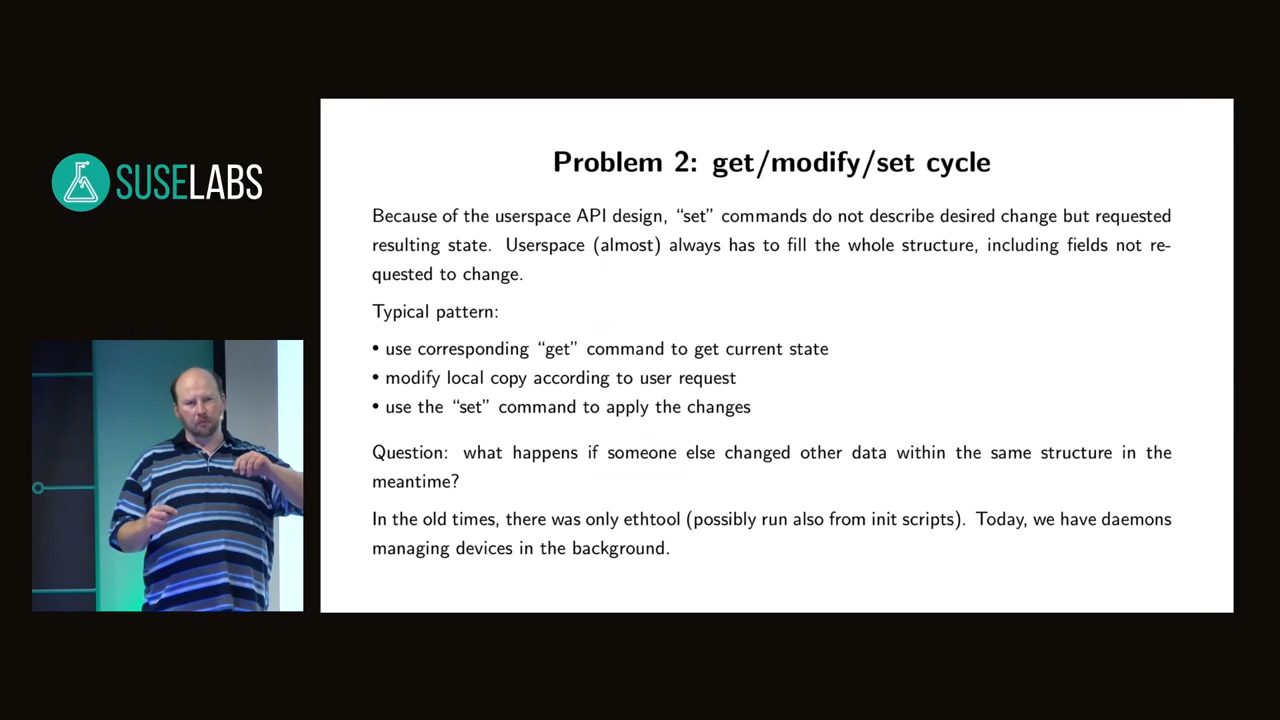 SUSELABS
Problem 2: get/modify/set cycle
Because of the userspace API design, “set” commands do not describe desired change but requested
resulting state. Userspace (almost) always has to fill the whole structure, including fields not re-
quested to change.
Typical pattern:
• use corresponding “get” command to get current state
• modify local copy according to user request
• use the “set” command to apply the changes
Question: what happens if someone else changed other data within the same structure in the
meantime?
In the old times, there was only ethtool (possibly run also from init scripts). Today, we have daemons
managing devices in the background.